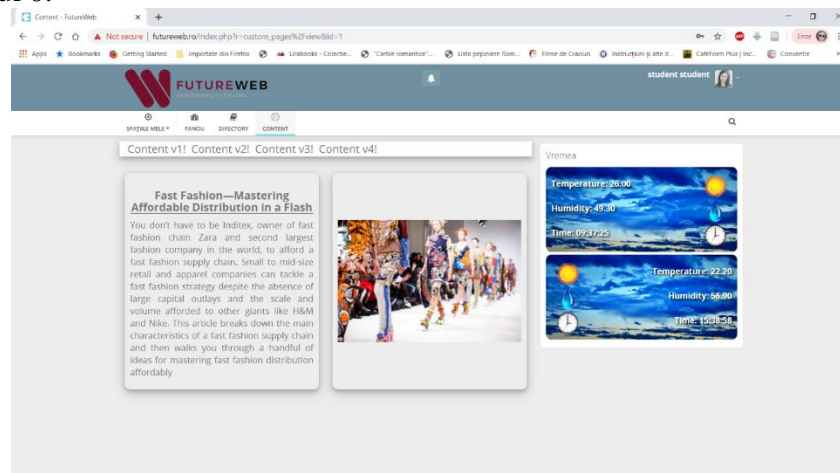 Content - FutureWeb
Not secure | futureweb.ro/index.php?r=custom_pages%2Fview&id=1
Error
Apps Bookmarks Getting Started Importate din Firefox Lirabooks - Colectie... "Cartile romantice"... Lista pepiniere Rom... Filme de Craciun Instrucțiuni și alte d... Cateform Plus | Inc... Conventie
FUTUREWEB
student student
SPAȚIILE MELE PANOU DIRECTORY CONTENT
Content v1! Content v2! Content v3! Content v4!
Fast Fashion—Mastering
Affordable Distribution in a Flash
You don't have to be Inditex, owner of fast
fashion chain Zara and second largest
fashion company in the world, to afford a
fast fashion supply chain. Small to mid-size
retail and apparel companies can tackle a
fast fashion strategy despite the absence of
large capital outlays and the scale and
volume afforded to other giants like H&M
and Nike. This article breaks down the main
characteristics of a fast fashion supply chain
and then walks you through a handful of
ideas for mastering fast fashion distribution
affordably
Vremea
Temperature: 26.00
Humidity: 49.30
Time: 09:37:25
Temperature: 22.20
Humidity: 56.90
Time: 15:38:58